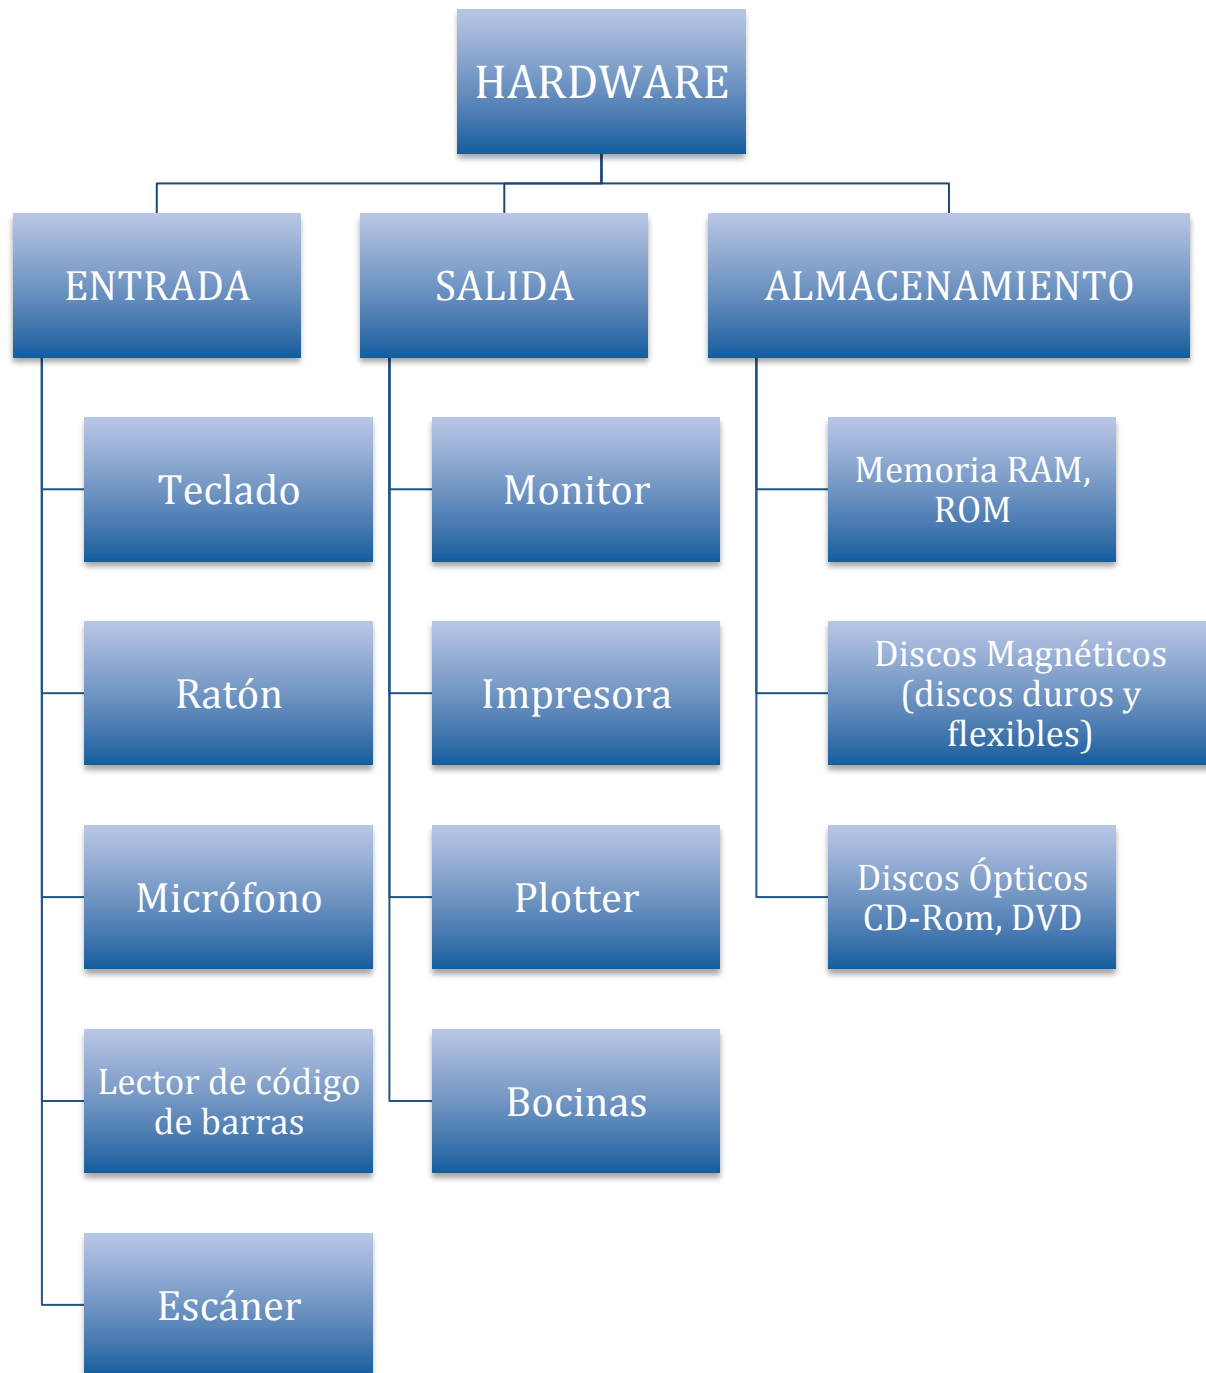 HARDWARE
ENTRADA
SALIDA
ALMACENAMIENTO
Teclado
Ratón
Micrófono
Lector de código
de barras
Escáner
Monitor
Impresora
Plotter
Bocinas
Memoria RAM,
ROM
Discos Magnéticos
(discos duros y
flexibles)
Discos Ópticos
CD-Rom, DVD